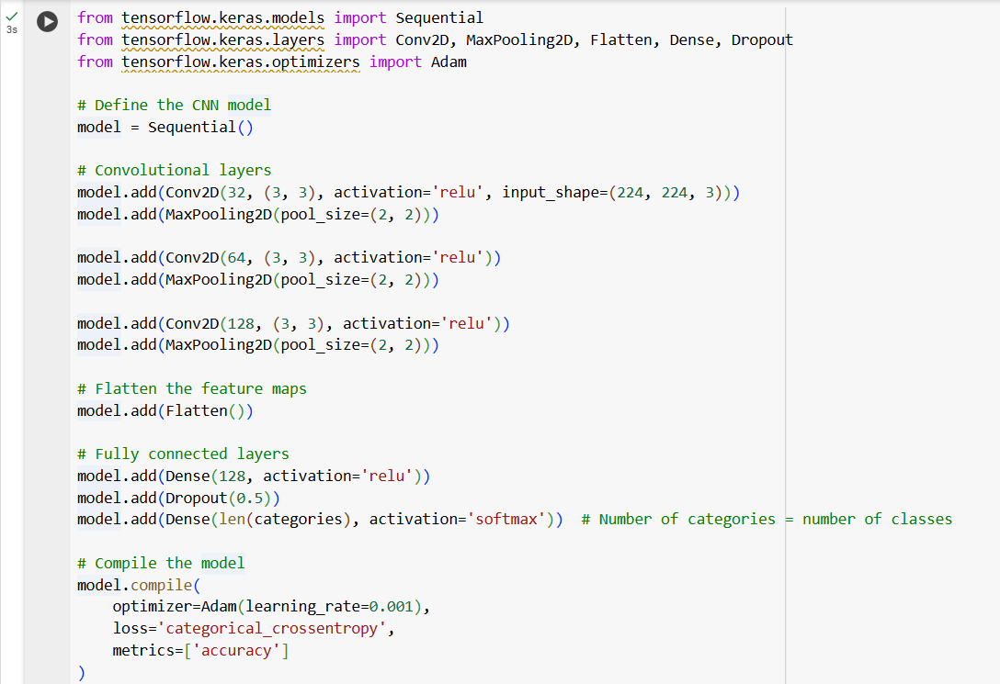 3s
from tensorflow.keras.models import Sequential
from tensorflow.keras.layers import Conv2D, MaxPooling2D, Flatten, Dense, Dropout
from tensorflow.keras.optimizers import Adam
# Define the CNN model
model = Sequential()
# Convolutional layers
model.add(Conv2D(32, (3, 3), activation='relu', input_shape=(224, 224, 3)))
model.add(MaxPooling2D(pool_size=(2, 2)))
model.add(Conv2D(64, (3, 3), activation='relu'))
model.add(MaxPooling2D(pool_size=(2, 2)))
model.add(Conv2D(128, (3, 3), activation='relu'))
model.add(MaxPooling2D(pool_size=(2, 2)))
# Flatten the feature maps
model.add(Flatten())
# Fully connected layers
model.add(Dense(128, activation='relu'))
model.add(Dropout(0.5))
model.add(Dense(len(categories), activation='softmax'))  # Number of categories = number of classes
# Compile the model
model.compile(
    optimizer=Adam(learning_rate=0.001),
    loss='categorical_crossentropy',
    metrics=['accuracy']
)